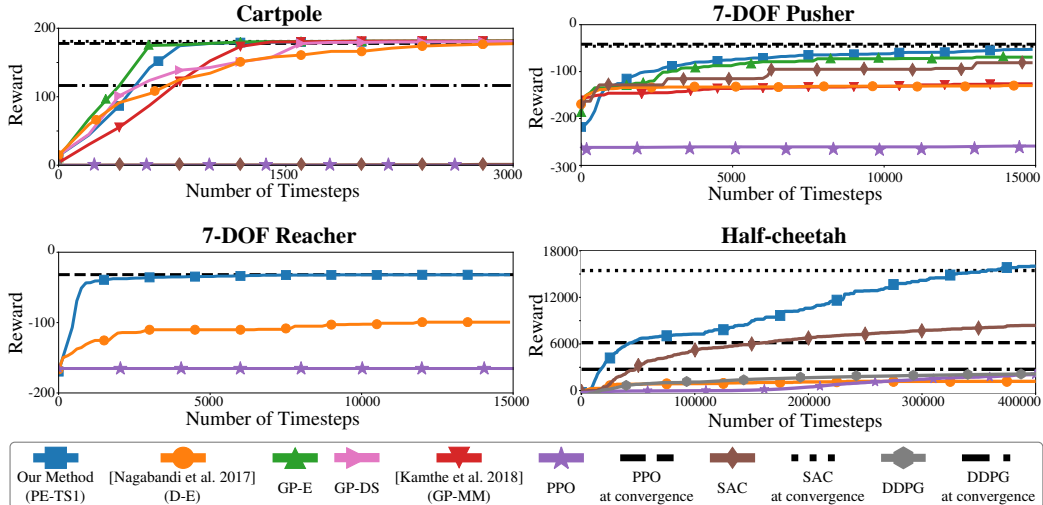 Cartpole
200
100
0
0
1500
3000
Reward
Number of Timesteps
7-DOF Pusher
-0
-100
-200
-300
0
5000
10000
15000
Reward
Number of Timesteps
7-DOF Reacher
0
-100
-200
0
5000
10000
15000
Reward
Number of Timesteps
Half-cheetah
18000
12000
6000
0
0
100000
200000
300000
400000
Reward
Number of Timesteps
Our Method
(PE-TS1)
[Nagabandi et al. 2017]
(D-E)
GP-E
GP-DS
[Kamthe et al. 2018]
(GP-MM)
PPO
PPO
at convergence
SAC
SAC
at convergence
DDPG
DDPG
at convergence